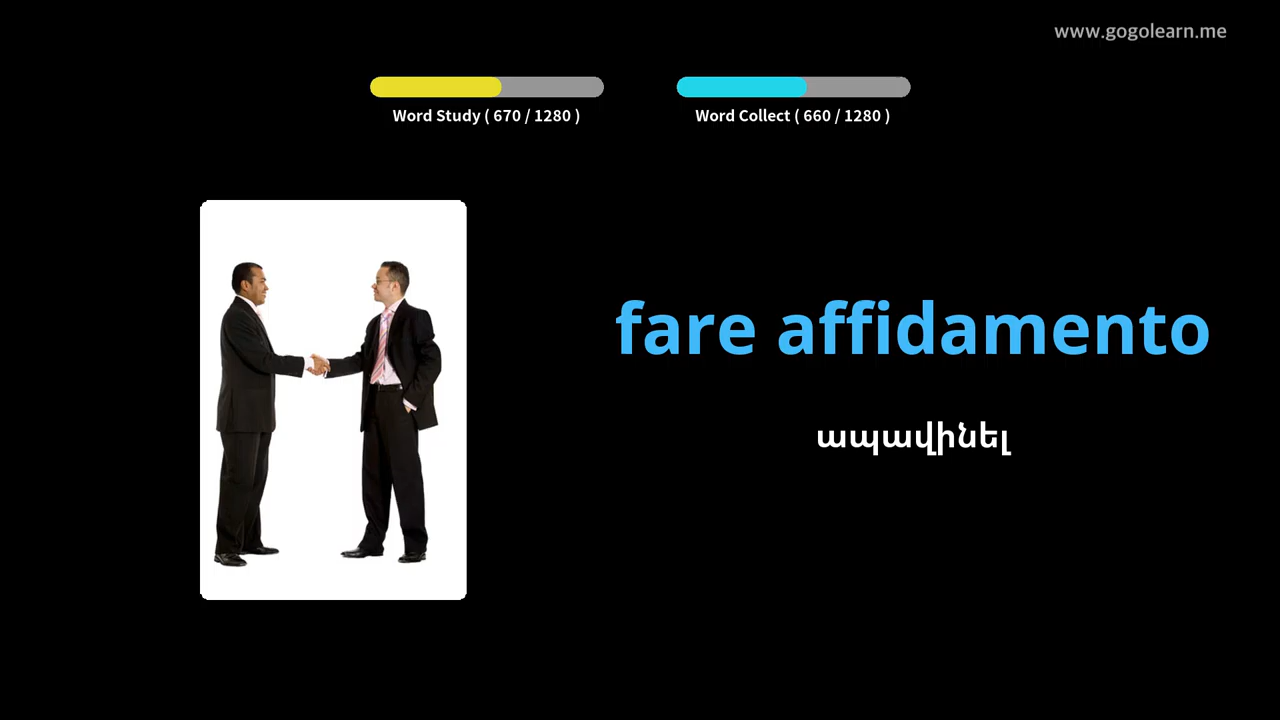 www.gogolearn.me
Word Study ( 670 / 1280 )
Word Collect ( 660 / 1280 )
fare affidamento
ապավինել